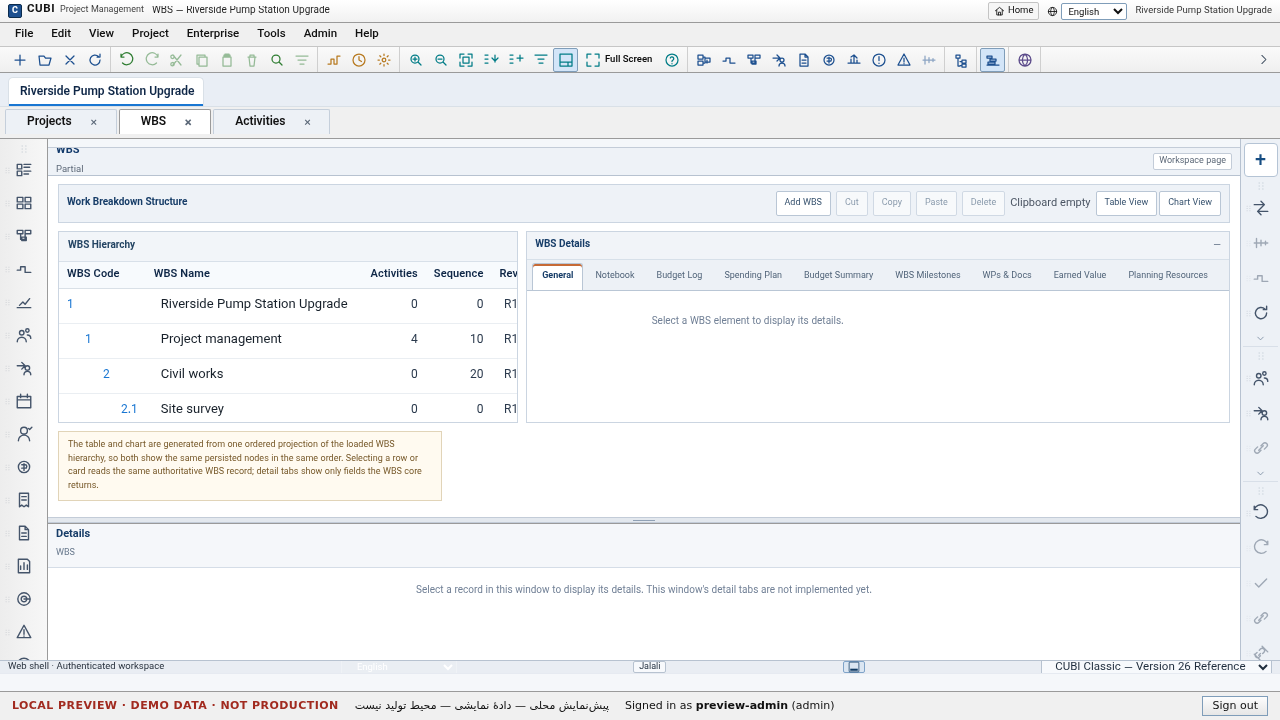 CUBI Project Management WBS — Riverside Pump Station Upgrade Home English Riverside Pump Station Upgrade
File Edit View Project Enterprise Tools Admin Help
Full Screen
Riverside Pump Station Upgrade
Projects × WBS × Activities ×
WBS
Partial
Workspace page
Work Breakdown Structure Add WBS Cut Copy Paste Delete Clipboard empty Table View Chart View
WBS Hierarchy
WBS Code WBS Name Activities Sequence Rev
1 Riverside Pump Station Upgrade 0 0 R1
1 Project management 4 10 R1
2 Civil works 0 20 R1
2.1 Site survey 0 0 R1
WBS Details
General Notebook Budget Log Spending Plan Budget Summary WBS Milestones WPs & Docs Earned Value Planning Resources
Select a WBS element to display its details.
The table and chart are generated from one ordered projection of the loaded WBS
hierarchy, so both show the same persisted nodes in the same order. Selecting a row or
card reads the same authoritative WBS record; detail tabs show only fields the WBS core
returns.
Details
WBS
Select a record in this window to display its details. This window's detail tabs are not implemented yet.
Web shell · Authenticated workspace English Jalali CUBI Classic — Version 26 Reference
LOCAL PREVIEW · DEMO DATA · NOT PRODUCTION پیش‌نمایش محلی — دادهٔ نمایشی — محیط تولید نیست Signed in as preview-admin (admin) Sign out